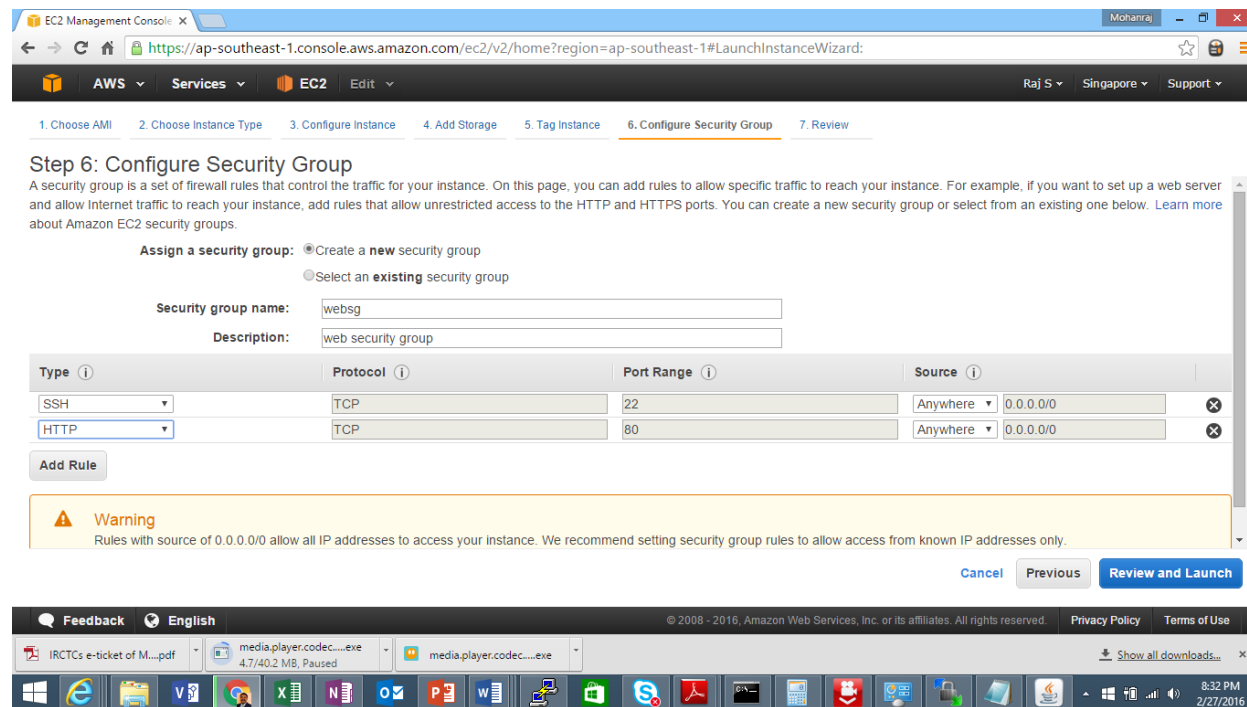 EC2 Management Console
Mohanraj
https://ap-southeast-1.console.aws.amazon.com/ec2/v2/home?region=ap-southeast-1#LaunchInstanceWizard:
AWS Services EC2 Edit Raj S Singapore Support
1. Choose AMI 2. Choose Instance Type 3. Configure Instance 4. Add Storage 5. Tag Instance 6. Configure Security Group 7. Review
Step 6: Configure Security Group
A security group is a set of firewall rules that control the traffic for your instance. On this page, you can add rules to allow specific traffic to reach your instance. For example, if you want to set up a web server
and allow Internet traffic to reach your instance, add rules that allow unrestricted access to the HTTP and HTTPS ports. You can create a new security group or select from an existing one below. Learn more
about Amazon EC2 security groups.
Assign a security group: Create a new security group
Select an existing security group
Security group name: websg
Description: web security group
Type Protocol Port Range Source
SSH TCP 22 Anywhere 0.0.0.0/0
HTTP TCP 80 Anywhere 0.0.0.0/0
Add Rule
Warning
Rules with source of 0.0.0.0/0 allow all IP addresses to access your instance. We recommend setting security group rules to allow access from known IP addresses only.
Cancel Previous Review and Launch
Feedback English © 2008 - 2016, Amazon Web Services, Inc. or its affiliates. All rights reserved. Privacy Policy Terms of Use
IRCTCs e-ticket of M....pdf media.player.codec.....exe media.player.codec.....exe Show all downloads...
4.7/40.2 MB, Paused
8:32 PM
2/27/2016